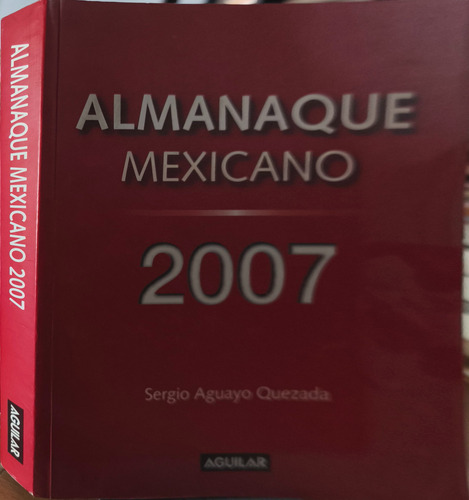 ALMANAQUE MEXICANO 2007
AGUILAR
ALMANAQUE
MEXICANO
2007
Sergio Aguayo Quezada
AGUILAR